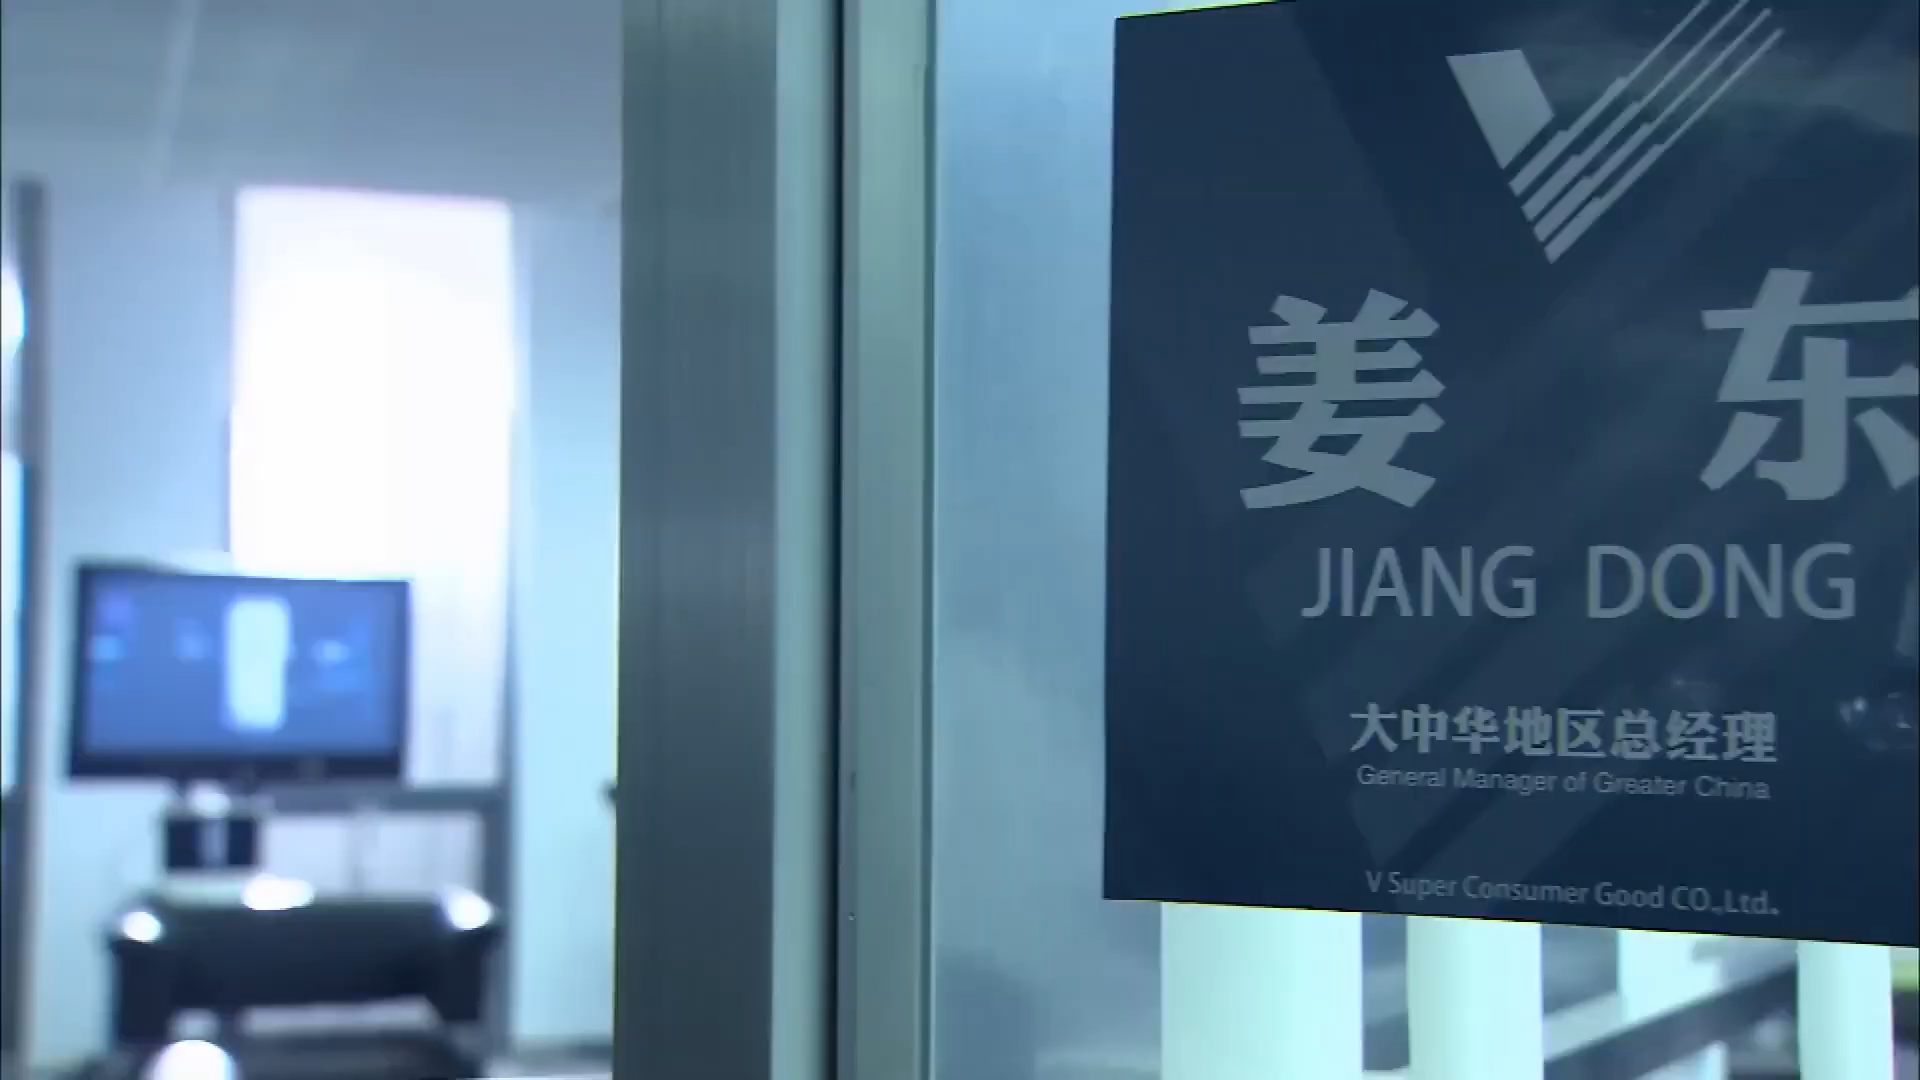 姜 东
JIANG DONG
大中华地区总经理
General Manager of Greater China
V Super Consumer Good CO.,Ltd.